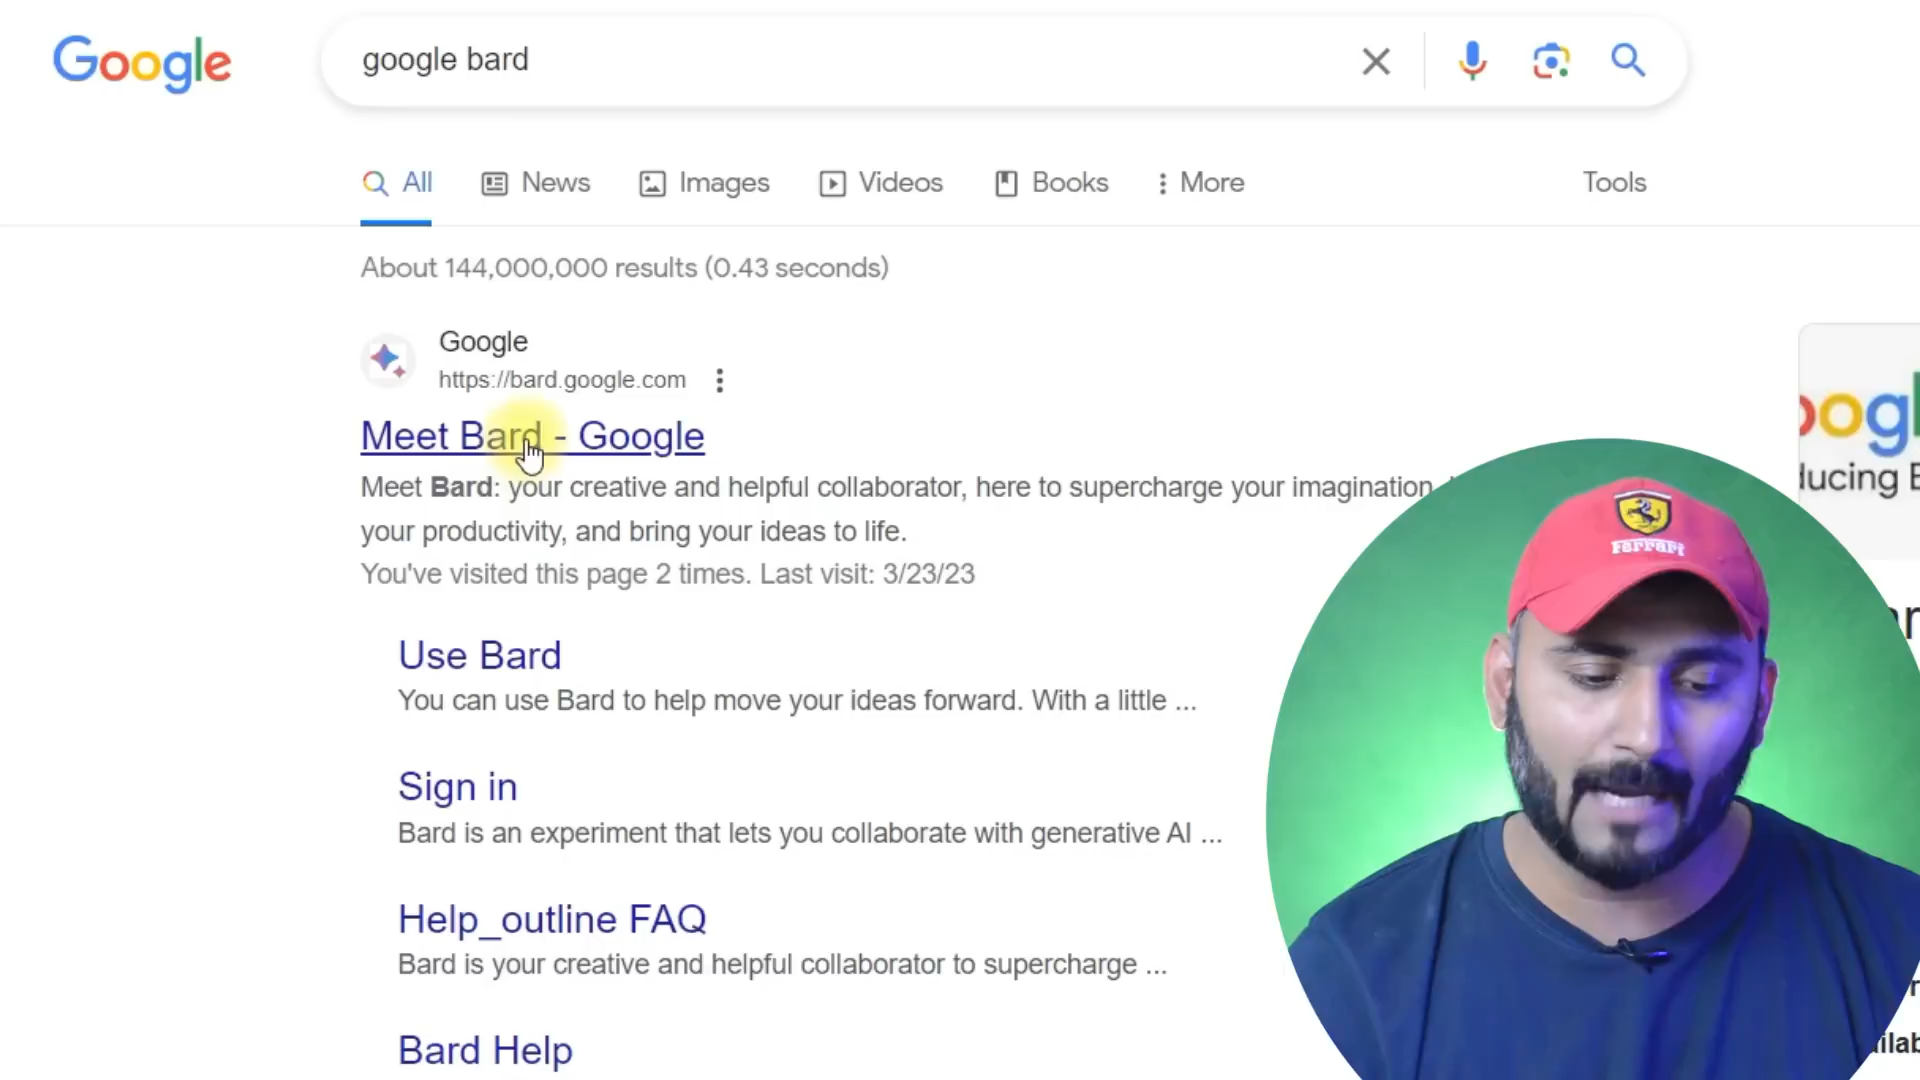 Google
google bard
All
News
Images
Videos
Books
More
Tools
About 144,000,000 results (0.43 seconds)
Google
https://bard.google.com
Meet Bard - Google
Meet Bard: your creative and helpful collaborator, here to supercharge your imagination,
your productivity, and bring your ideas to life.
You've visited this page 2 times. Last visit: 3/23/23
Use Bard
You can use Bard to help move your ideas forward. With a little ...
Sign in
Bard is an experiment that lets you collaborate with generative AI ...
Help_outline FAQ
Bard is your creative and helpful collaborator to supercharge ...
Bard Help
Ferrari